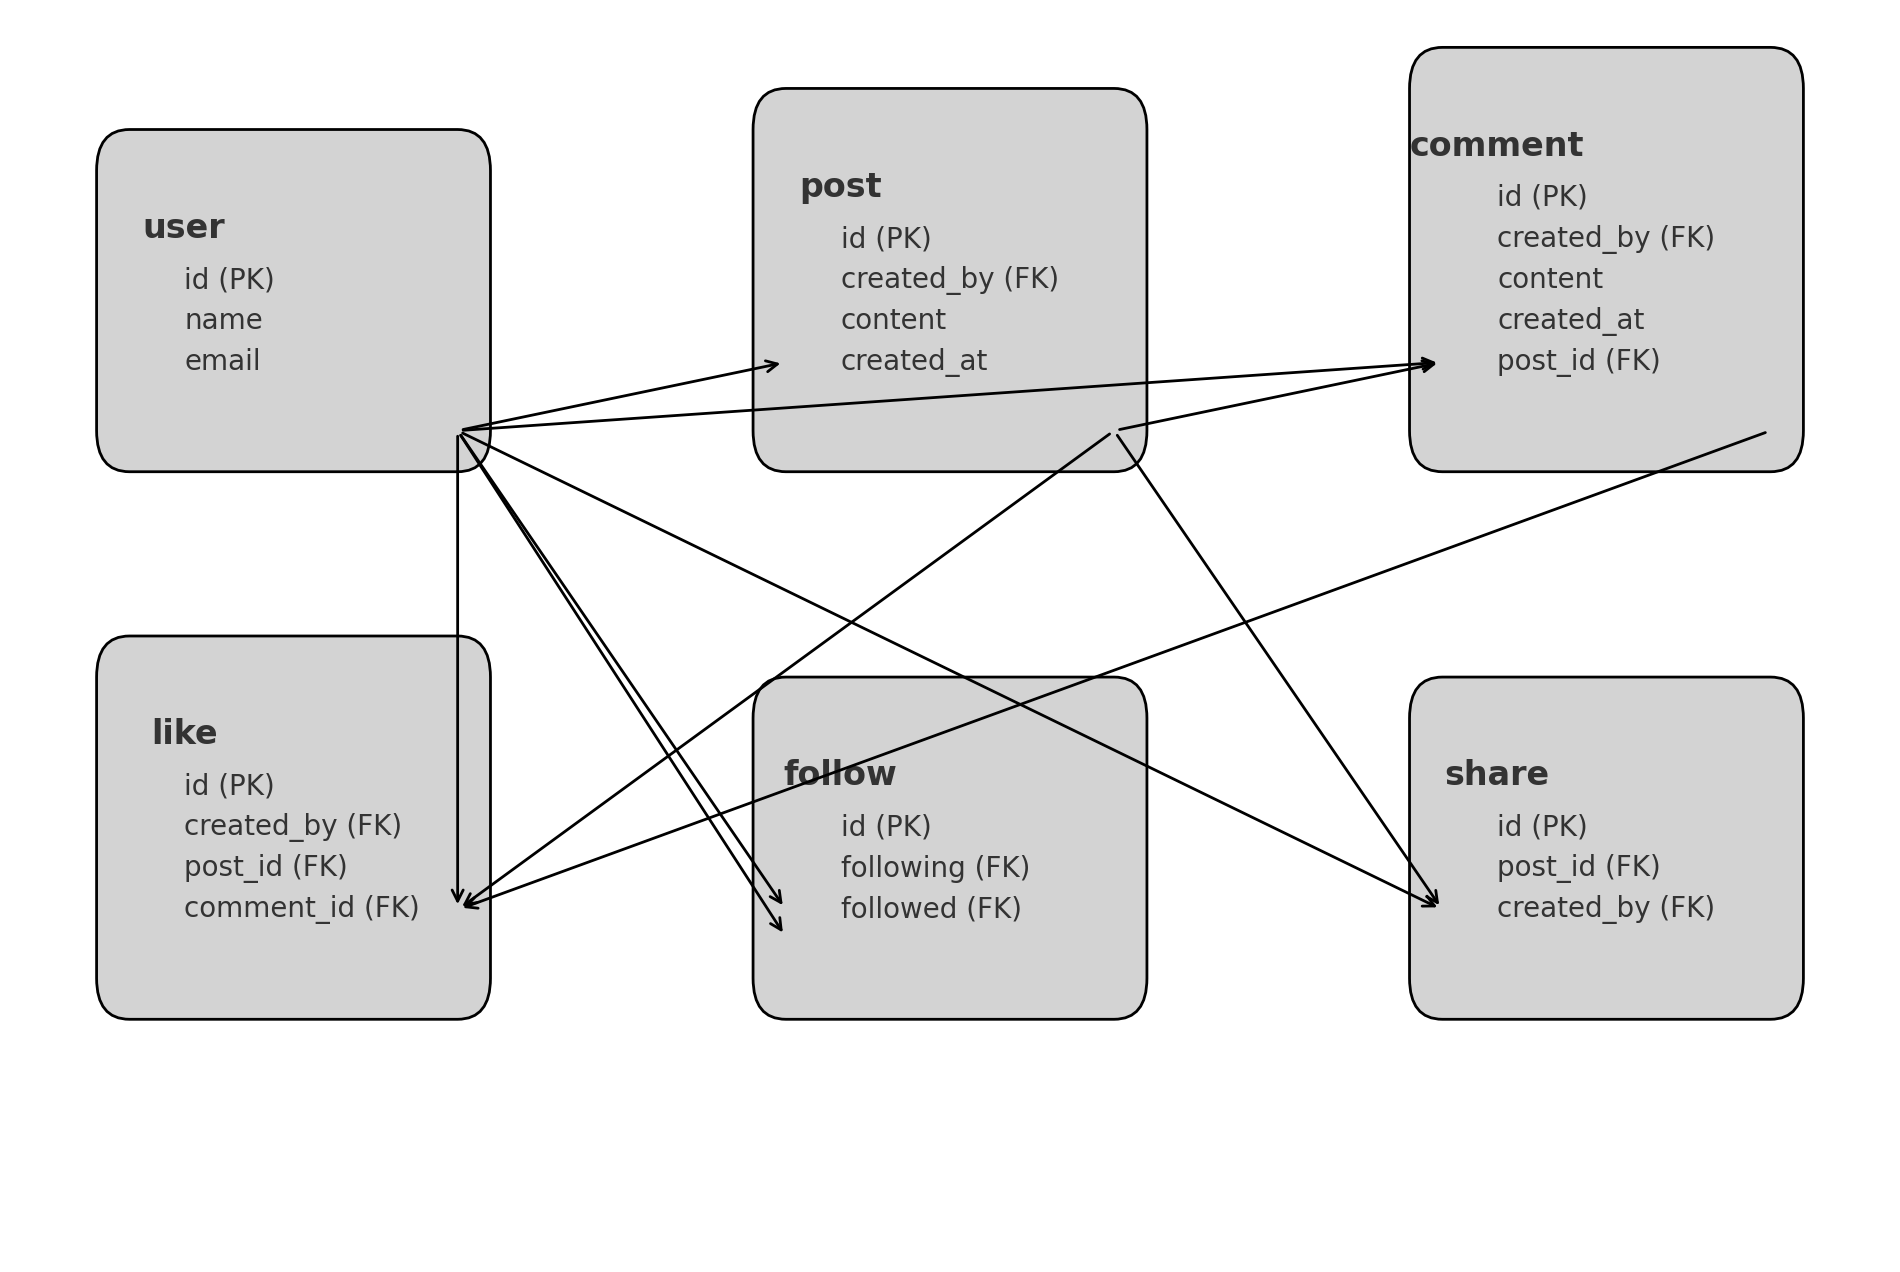 user
id (PK)
name
email
post
id (PK)
created_by (FK)
content
created_at
comment
id (PK)
created_by (FK)
content
created_at
post_id (FK)
like
id (PK)
created_by (FK)
post_id (FK)
comment_id (FK)
follow
id (PK)
following (FK)
followed (FK)
share
id (PK)
post_id (FK)
created_by (FK)